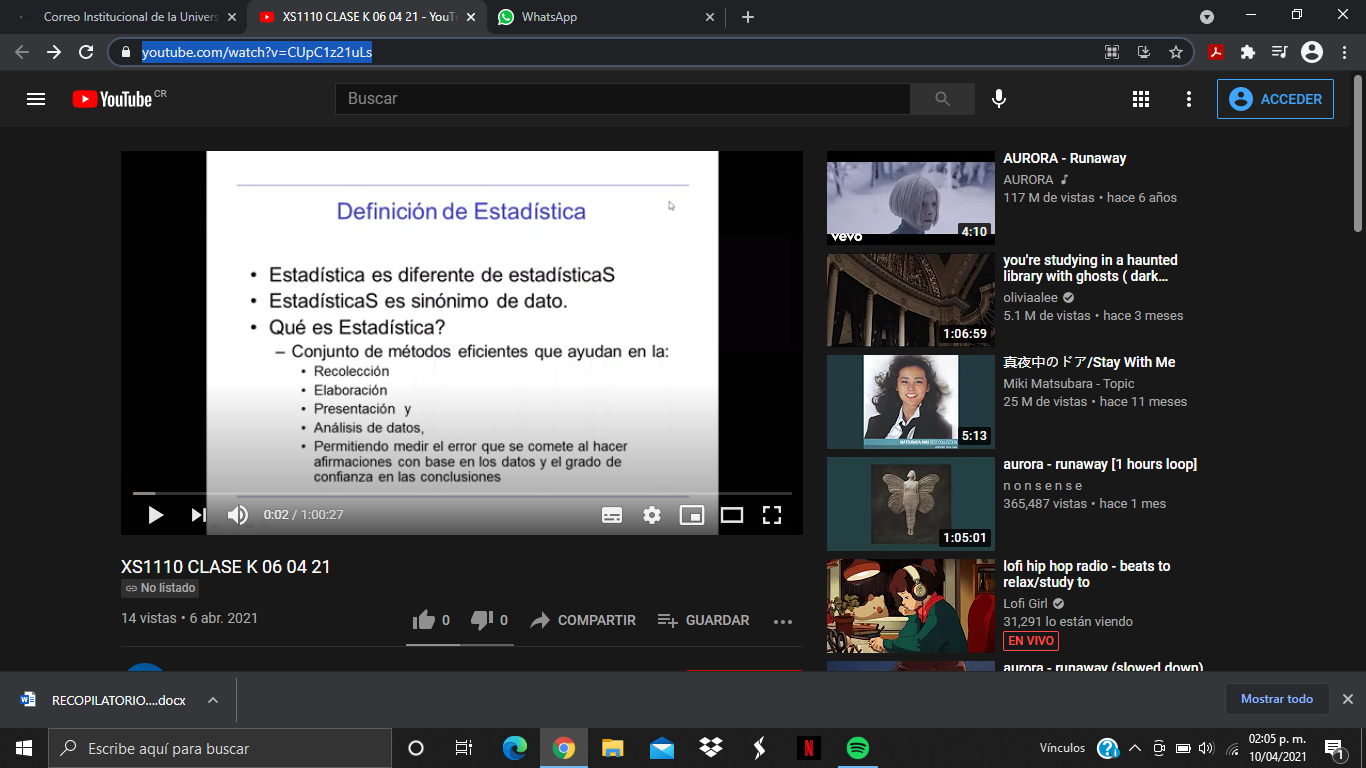 Correo Institucional de la Univers
XS1110 CLASE K 06 04 21 - YouT
WhatsApp
youtube.com/watch?v=CUpC1z21uLs
YouTube CR
Buscar
ACCEDER
Definición de Estadística
• Estadística es diferente de estadísticaS
• EstadísticaS es sinónimo de dato.
• Qué es Estadística?
– Conjunto de métodos eficientes que ayudan en la:
• Recolección
• Elaboración
• Presentación y
• Análisis de datos,
• Permitiendo medir el error que se comete al hacer
afirmaciones con base en los datos y el grado de
confianza en las conclusiones
0:02 / 1:00:27
XS1110 CLASE K 06 04 21
No listado
14 vistas • 6 abr. 2021
0
0
COMPARTIR
GUARDAR
vevo
4:10
AURORA - Runaway
AURORA
117 M de vistas • hace 6 años
1:06:59
you're studying in a haunted
library with ghosts ( dark...
oliviaalee
5.1 M de vistas • hace 3 meses
5:13
真夜中のドア/Stay With Me
Miki Matsubara - Topic
25 M de vistas • hace 11 meses
1:05:01
aurora - runaway [1 hours loop]
n o n s e n s e
365,487 vistas • hace 1 mes
lofi hip hop radio - beats to
relax/study to
Lofi Girl
31,291 lo están viendo
EN VIVO
aurora - runaway (slowed down)
RECOPILATORIO....docx
Mostrar todo
Escribe aquí para buscar
Vínculos
02:05 p. m.
10/04/2021
1